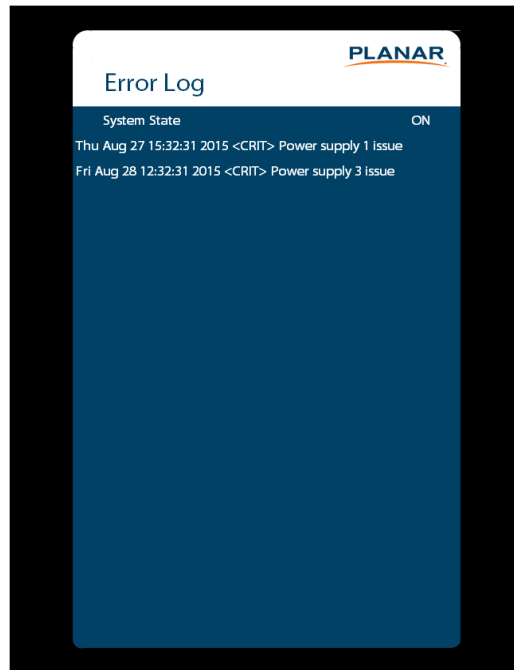 PLANAR
Error Log
System State ON
Thu Aug 27 15:32:31 2015 <CRIT> Power supply 1 issue
Fri Aug 28 12:32:31 2015 <CRIT> Power supply 3 issue